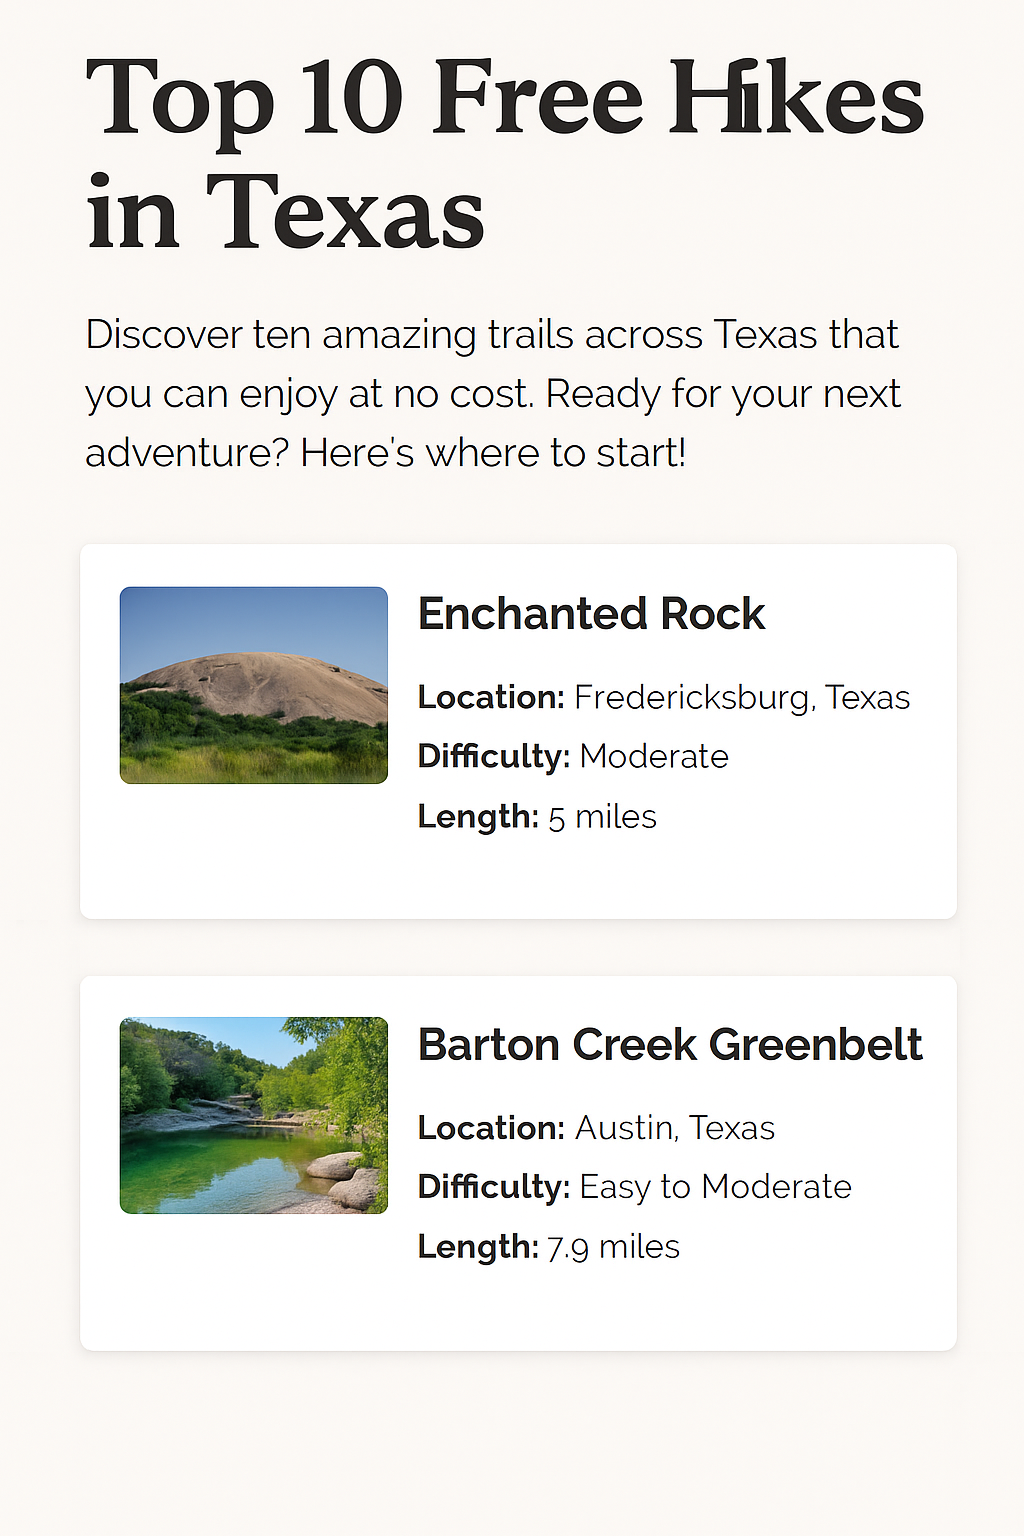 Top 10 Free Hikes
in Texas
Discover ten amazing trails across Texas that
you can enjoy at no cost. Ready for your next
adventure? Here's where to start!
Enchanted Rock
Location: Fredericksburg, Texas
Difficulty: Moderate
Length: 5 miles
Barton Creek Greenbelt
Location: Austin, Texas
Difficulty: Easy to Moderate
Length: 7.9 miles